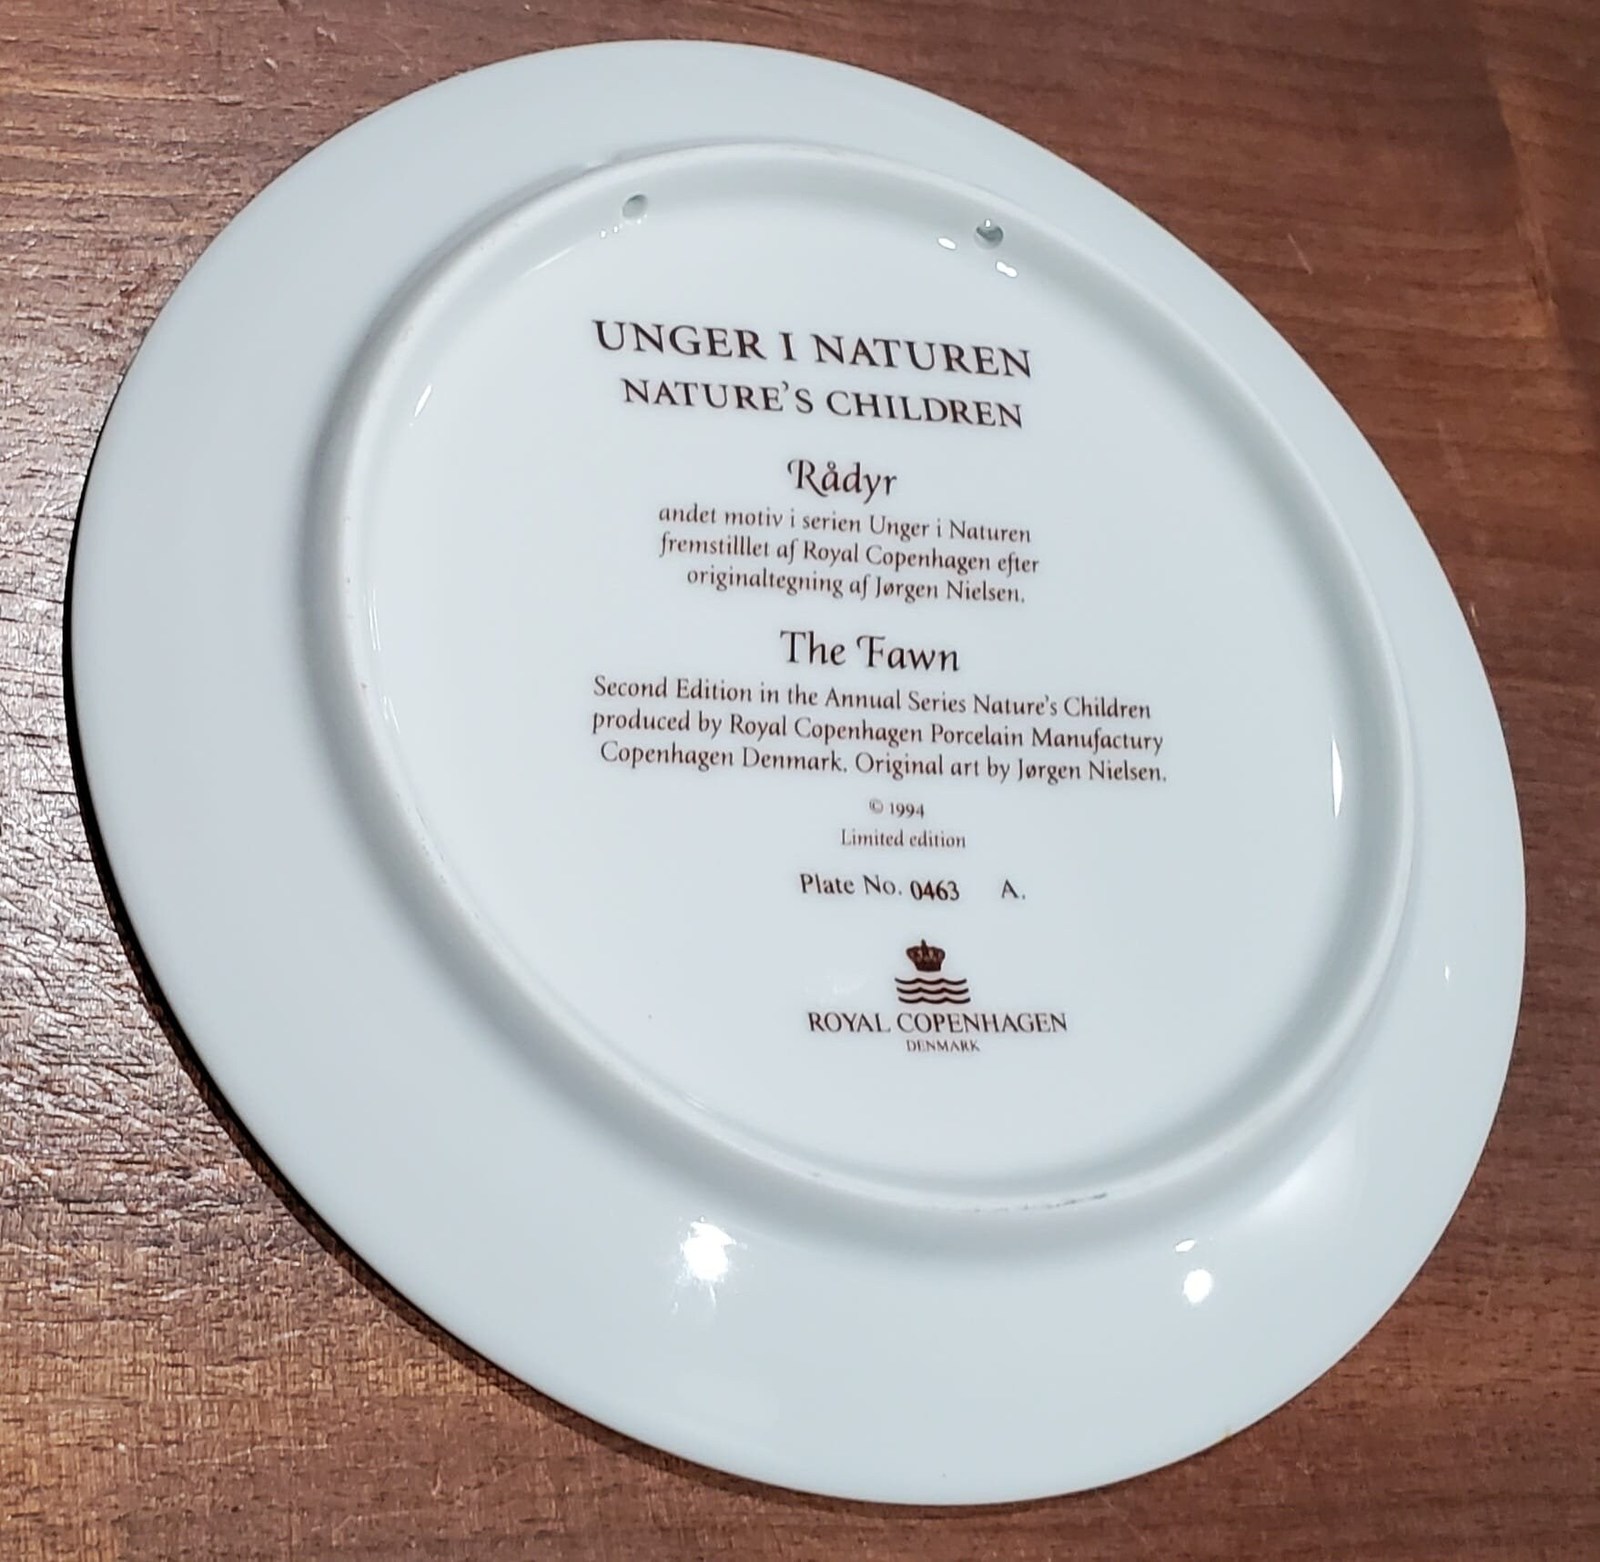 UNGER I NATUREN
NATURE'S CHILDREN
Rådyr
andet motiv i serien Unger i Naturen
fremstilllet af Royal Copenhagen efter
originaltegning af Jørgen Nielsen.
The Fawn
Second Edition in the Annual Series Nature's Children
produced by Royal Copenhagen Porcelain Manufactury
Copenhagen Denmark. Original art by Jørgen Nielsen.
© 1994
Limited edition
Plate No. 0463 A.
ROYAL COPENHAGEN
DENMARK